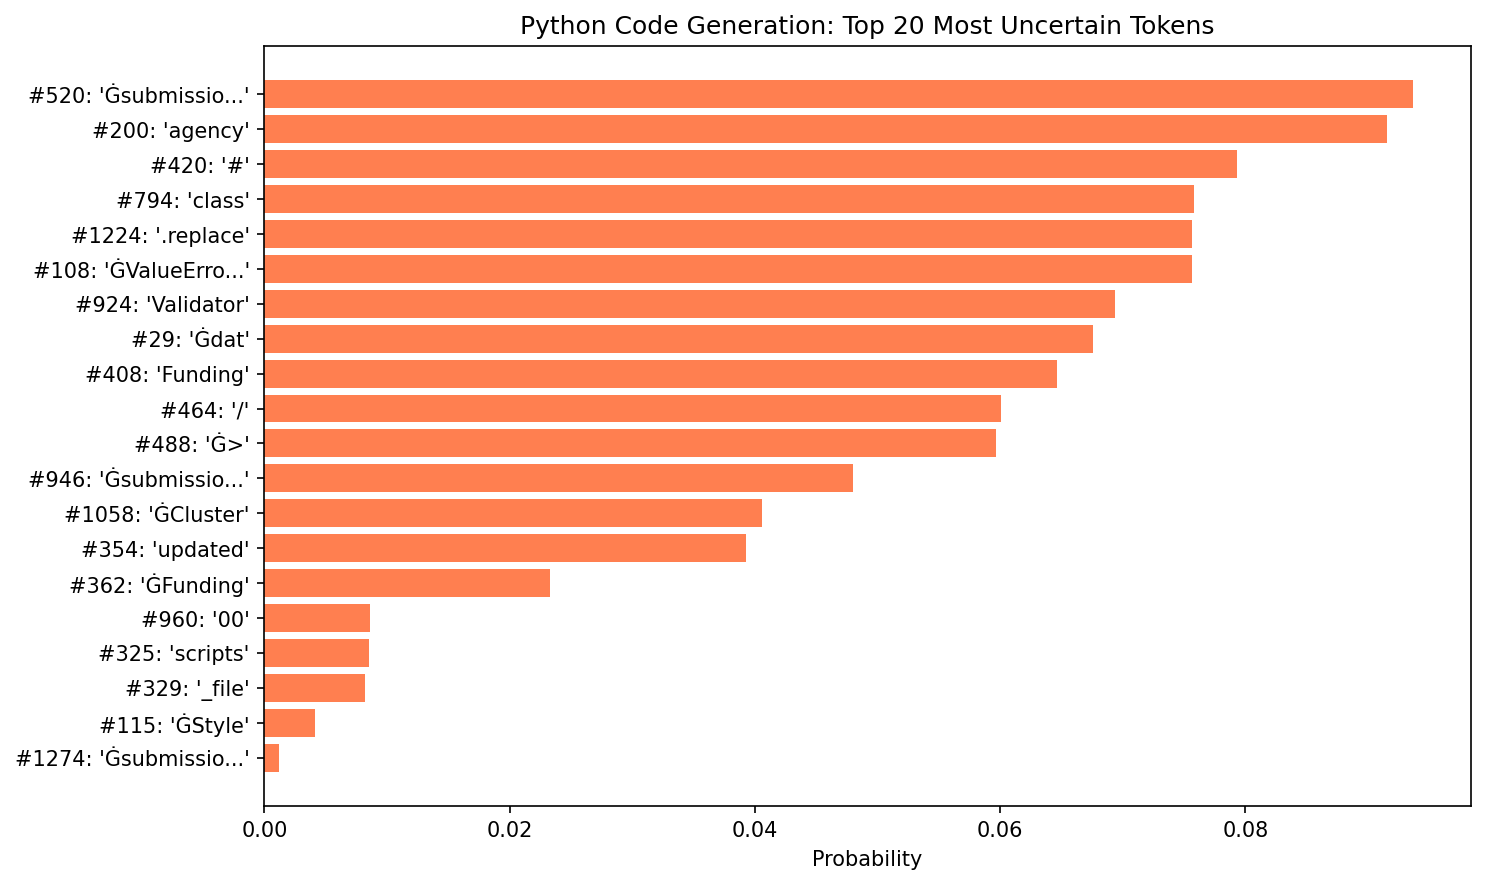 Python Code Generation: Top 20 Most Uncertain Tokens
#520: 'Ġsubmissio...'
#200: 'agency'
#420: '#'
#794: 'class'
#1224: '.replace'
#108: 'ĠValueErro...'
#924: 'Validator'
#29: 'Ġdat'
#408: 'Funding'
#464: '/'
#488: 'Ġ>'
#946: 'Ġsubmissio...'
#1058: 'ĠCluster'
#354: 'updated'
#362: 'ĠFunding'
#960: '00'
#325: 'scripts'
#329: '_file'
#115: 'ĠStyle'
#1274: 'Ġsubmissio...'
0.00 0.02 0.04 0.06 0.08
Probability